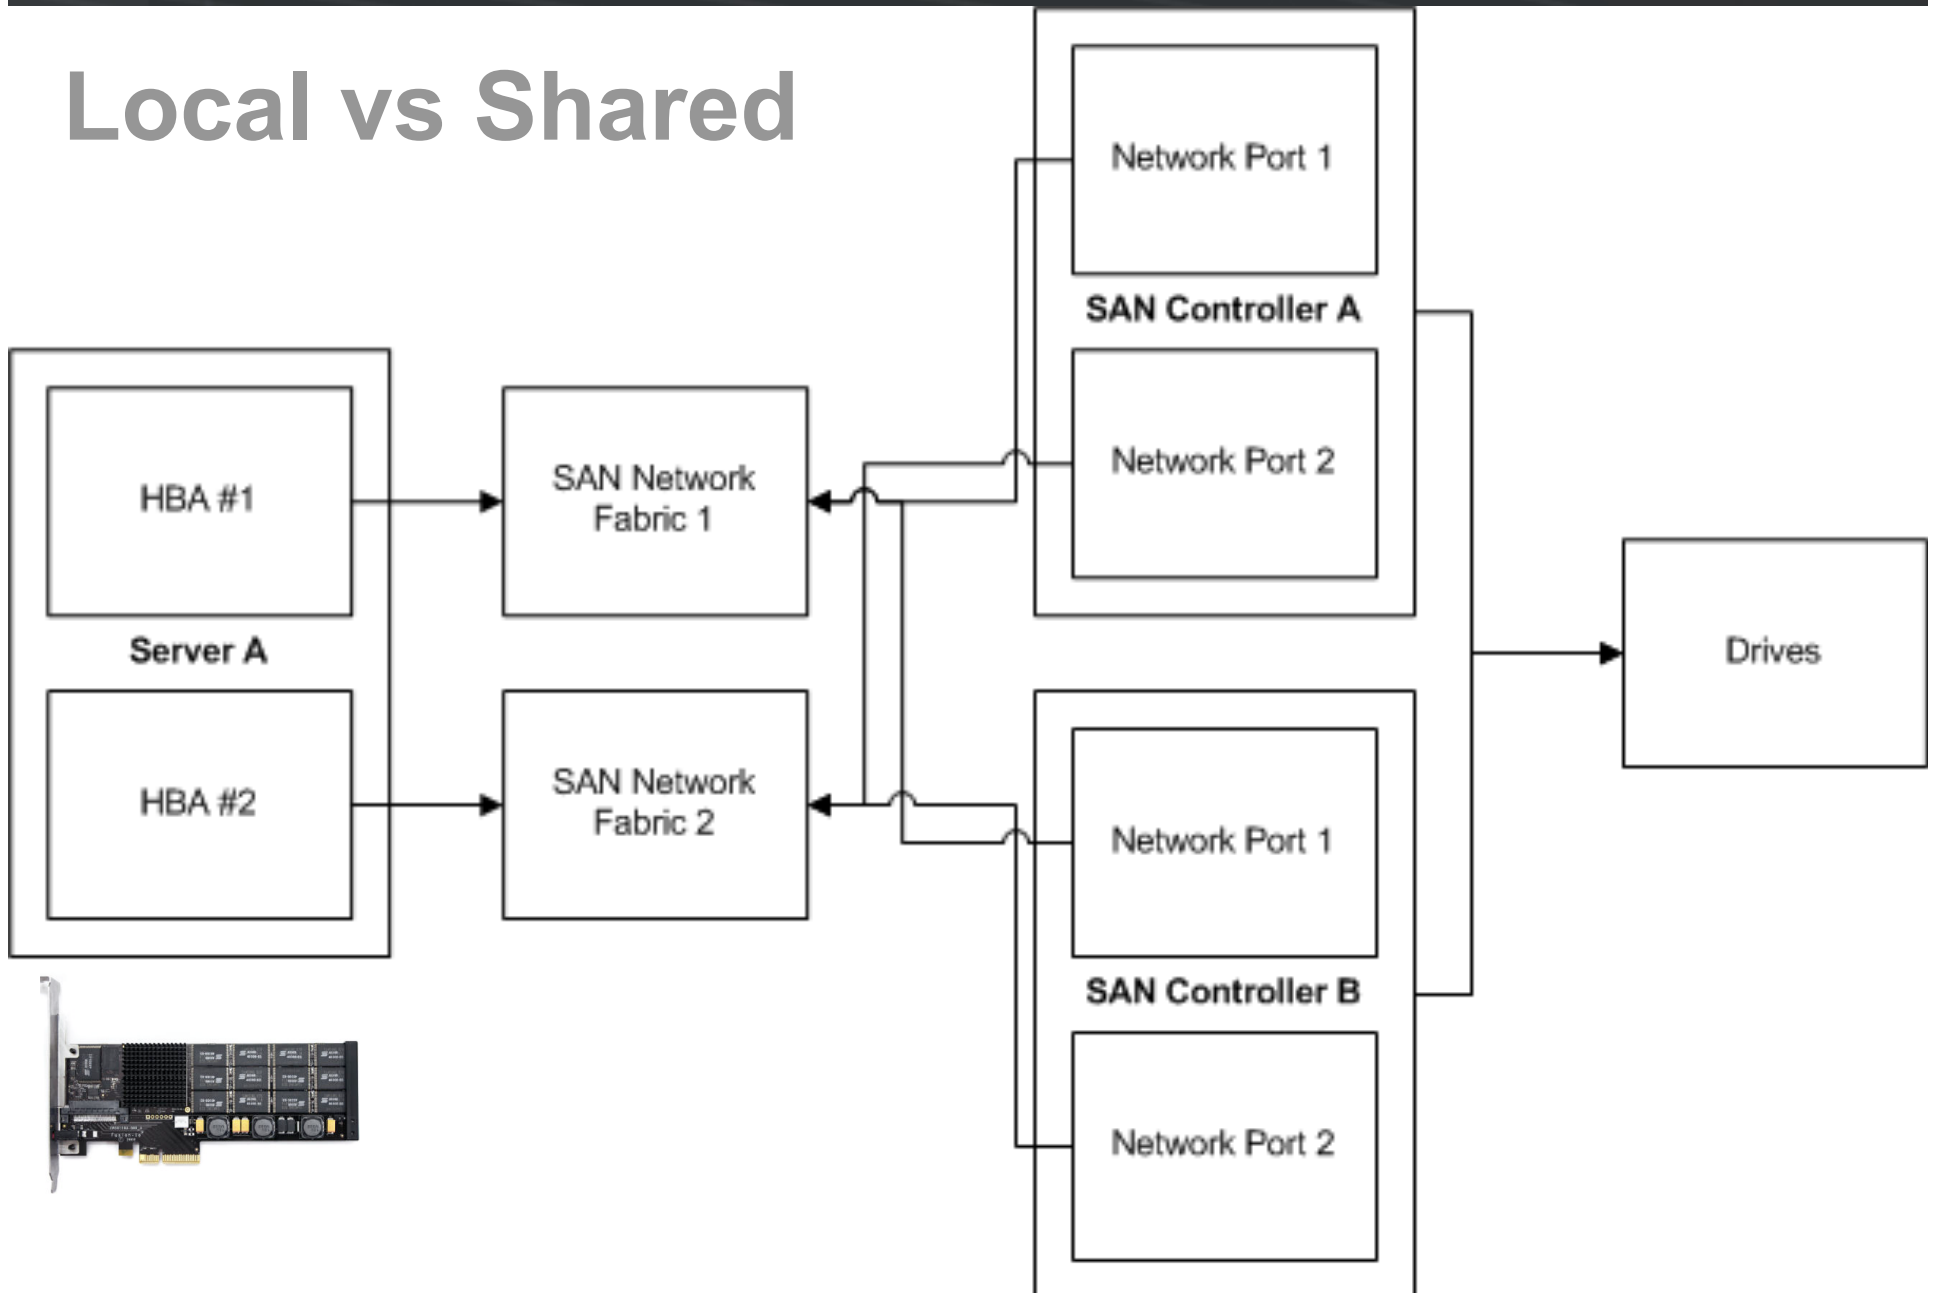 Local vs Shared
Network Port 1
SAN Controller A
Network Port 2
HBA #1
Server A
HBA #2
SAN Network
Fabric 1
SAN Network
Fabric 2
Network Port 1
SAN Controller B
Network Port 2
Drives